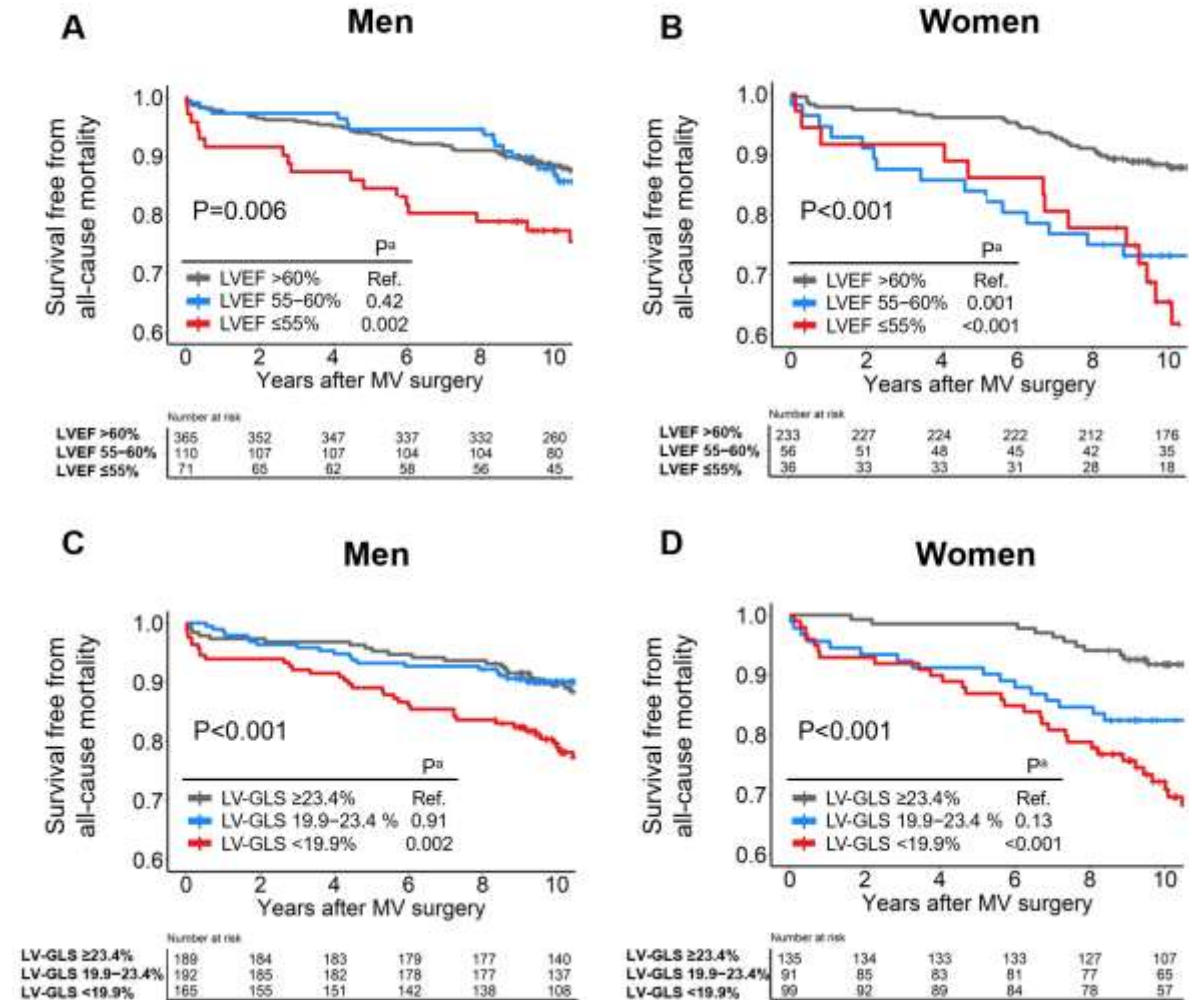 A
Men
Survival free from
all-cause mortality
1.0
0.9
0.8
0.7
0.6
P=0.006
Pa
LVEF >60% Ref.
LVEF 55−60% 0.42
LVEF ≤55% 0.002
0 2 4 6 8 10
Years after MV surgery
Number at risk
LVEF >60% 365 352 347 337 332 260
LVEF 55−60% 110 107 107 104 104 80
LVEF ≤55% 71 65 62 58 56 45
B
Women
Survival free from
all-cause mortality
1.0
0.9
0.8
0.7
0.6
P<0.001
Pa
LVEF >60% Ref.
LVEF 55−60% 0.001
LVEF ≤55% <0.001
0 2 4 6 8 10
Years after MV surgery
Number at risk
LVEF >60% 233 227 224 222 212 176
LVEF 55−60% 56 51 48 45 42 35
LVEF ≤55% 36 33 33 31 28 18
C
Men
Survival free from
all-cause mortality
1.0
0.9
0.8
0.7
0.6
P<0.001
Pa
LV-GLS ≥23.4% Ref.
LV-GLS 19.9−23.4 % 0.91
LV-GLS <19.9% 0.002
0 2 4 6 8 10
Years after MV surgery
Number at risk
LV-GLS ≥23.4% 189 184 183 179 177 140
LV-GLS 19.9−23.4% 192 185 182 178 177 137
LV-GLS <19.9% 165 155 151 142 138 108
D
Women
Survival free from
all-cause mortality
1.0
0.9
0.8
0.7
0.6
P<0.001
Pa
LV-GLS ≥23.4% Ref.
LV-GLS 19.9−23.4 % 0.13
LV-GLS <19.9% <0.001
0 2 4 6 8 10
Years after MV surgery
Number at risk
LV-GLS ≥23.4% 135 134 133 133 127 107
LV-GLS 19.9−23.4% 91 85 83 81 77 65
LV-GLS <19.9% 99 92 89 84 78 57